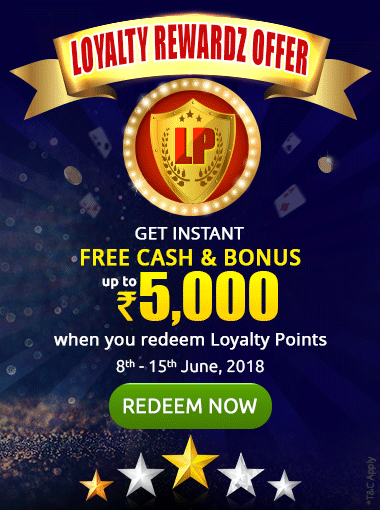 LOYALTY REWARDZ OFFER
LP
GET INSTANT
FREE CASH & BONUS
up to ₹5,000
when you redeem Loyalty Points
8th - 15th June, 2018
REDEEM NOW
*T&C Apply